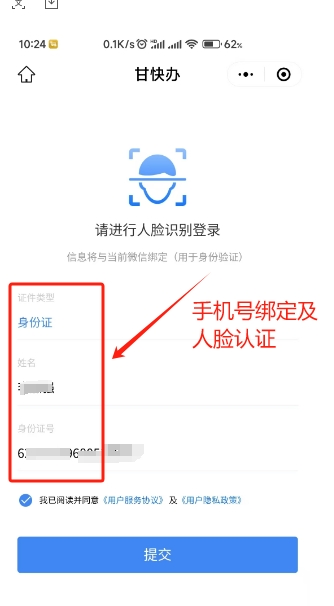 10:24 0.1K/s 62%
甘快办
请进行人脸识别登录
信息将与当前微信绑定（用于身份验证）
证件类型
身份证
手机号绑定及
人脸认证
姓名
强
身份证号
我已阅读并同意《用户服务协议》 及《用户隐私政策》
提交